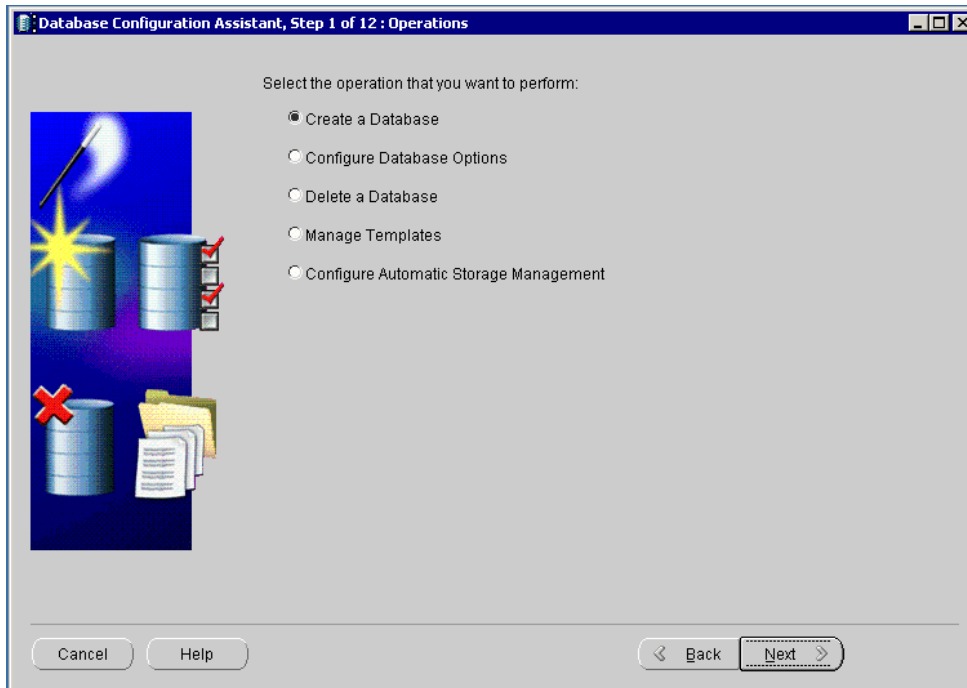 Database Configuration Assistant, Step 1 of 12 : Operations
Select the operation that you want to perform:
Create a Database
Configure Database Options
Delete a Database
Manage Templates
Configure Automatic Storage Management
Cancel
Help
Back
Next